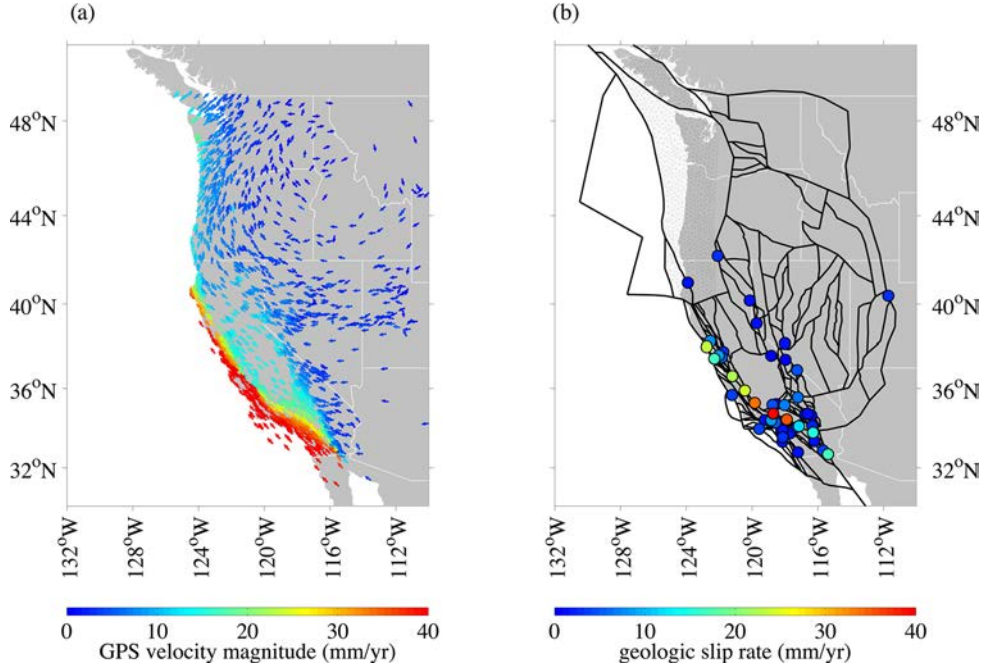 (a)
(b)
48°N
44°N
40°N
36°N
32°N
48°N
44°N
40°N
36°N
32°N
132°W
128°W
124°W
120°W
116°W
112°W
132°W
128°W
124°W
120°W
116°W
112°W
0 10 20 30 40
GPS velocity magnitude (mm/yr)
0 10 20 30 40
geologic slip rate (mm/yr)